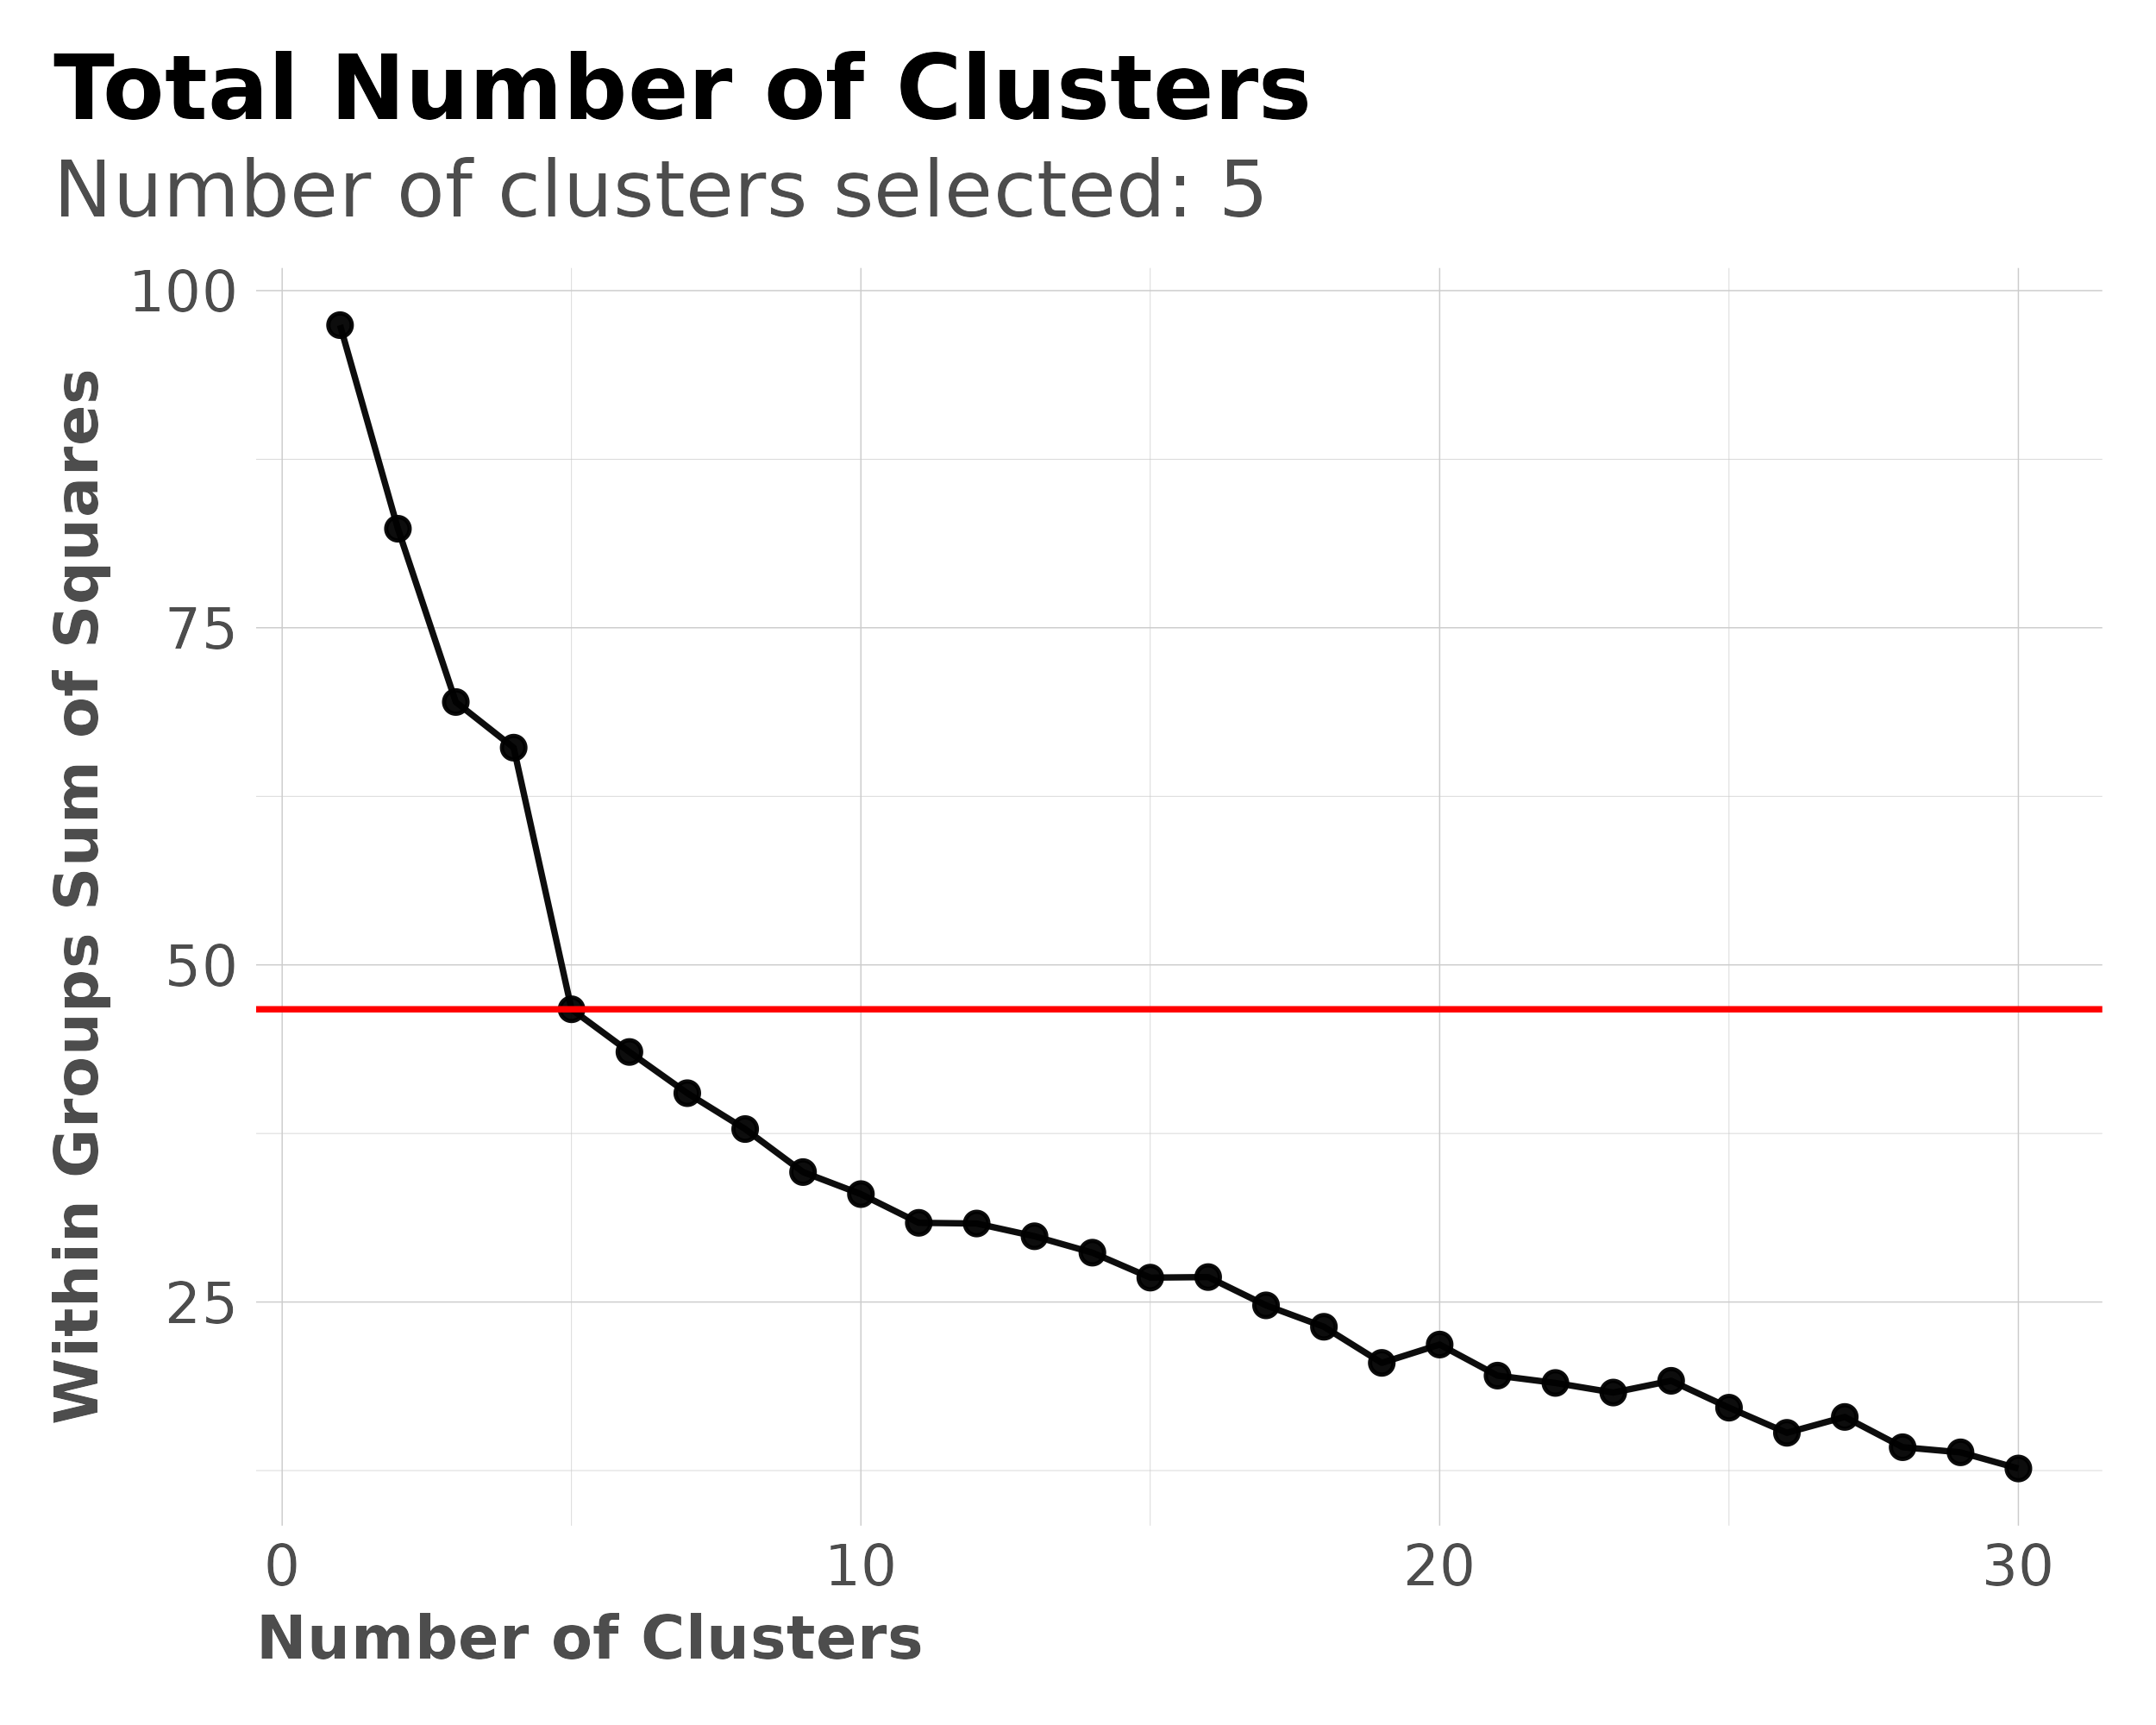 Total Number of Clusters
Number of clusters selected: 5
100
75
50
25
Within Groups Sum of Squares
0 10 20 30
Number of Clusters